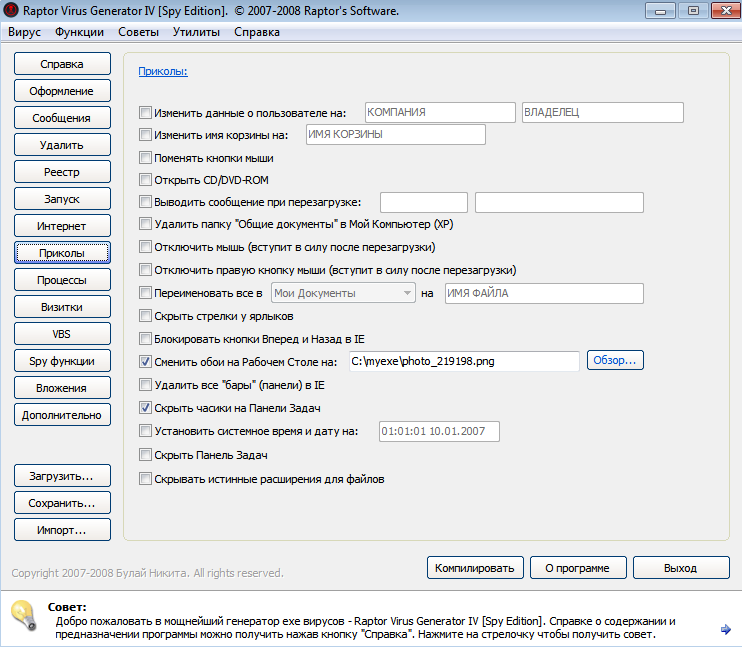 Raptor Virus Generator IV [Spy Edition]. © 2007-2008 Raptor's Software.
Вирус Функции Советы Утилиты Справка
Справка
Оформление
Сообщения
Удалить
Реестр
Запуск
Интернет
Приколы
Процессы
Визитки
VBS
Spy функции
Вложения
Дополнительно
Загрузить...
Сохранить...
Импорт...
Приколы:
Изменить данные о пользователе на: КОМПАНИЯ ВЛАДЕЛЕЦ
Изменить имя корзины на: ИМЯ КОРЗИНЫ
Поменять кнопки мыши
Открыть CD/DVD-ROM
Выводить сообщение при перезагрузке:
Удалить папку "Общие документы" в Мой Компьютер (XP)
Отключить мышь (вступит в силу после перезагрузки)
Отключить правую кнопку мыши (вступит в силу после перезагрузки)
Переименовать все в Мои Документы на ИМЯ ФАЙЛА
Скрыть стрелки у ярлыков
Блокировать кнопки Вперед и Назад в IE
Сменить обои на Рабочем Столе на: C:\myexe\photo_219198.png Обзор...
Удалить все "бары" (панели) в IE
Скрыть часики на Панели Задач
Установить системное время и дату на: 01:01:01 10.01.2007
Скрыть Панель Задач
Скрывать истинные расширения для файлов
Copyright 2007-2008 Булай Никита. All rights reserved.
Компилировать О программе Выход
Совет:
Добро пожаловать в мощнейший генератор exe вирусов - Raptor Virus Generator IV [Spy Edition]. Справке о содержании и
предназначении программы можно получить нажав кнопку "Справка". Нажмите на стрелочку чтобы получить совет.